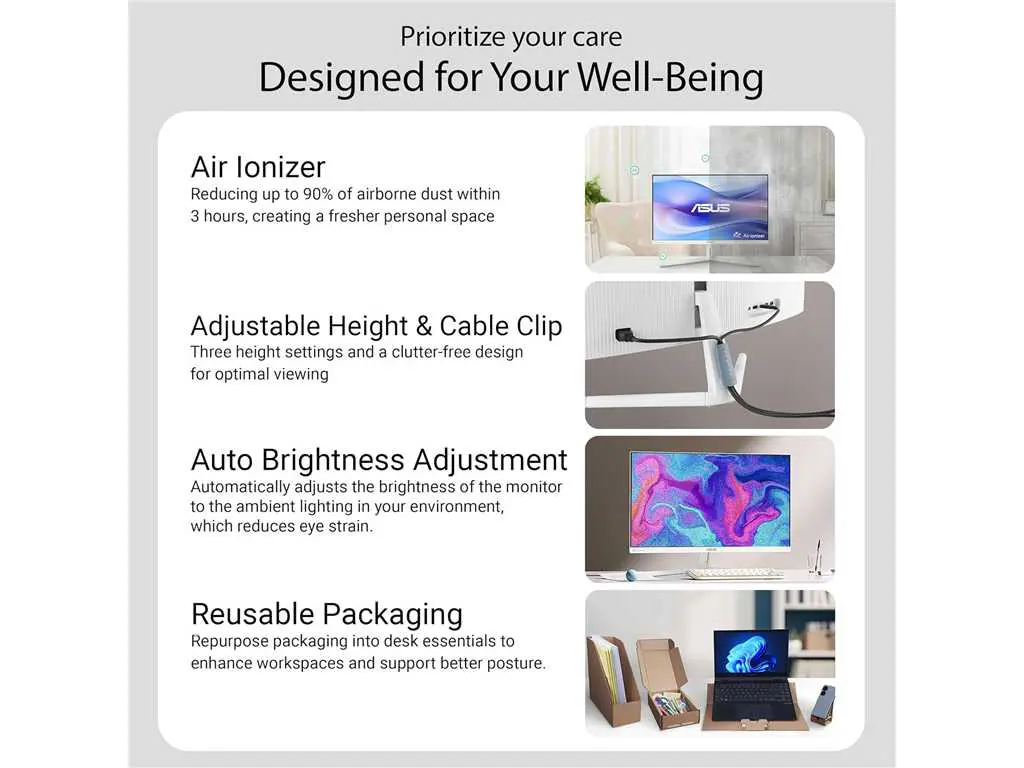 Prioritize your care
Designed for Your Well-Being
Air Ionizer
Reducing up to 90% of airborne dust within
3 hours, creating a fresher personal space
ASUS
Air ionizer
Adjustable Height & Cable Clip
Three height settings and a clutter-free design
for optimal viewing
Auto Brightness Adjustment
Automatically adjusts the brightness of the monitor
to the ambient lighting in your environment,
which reduces eye strain.
Reusable Packaging
Repurpose packaging into desk essentials to
enhance workspaces and support better posture.